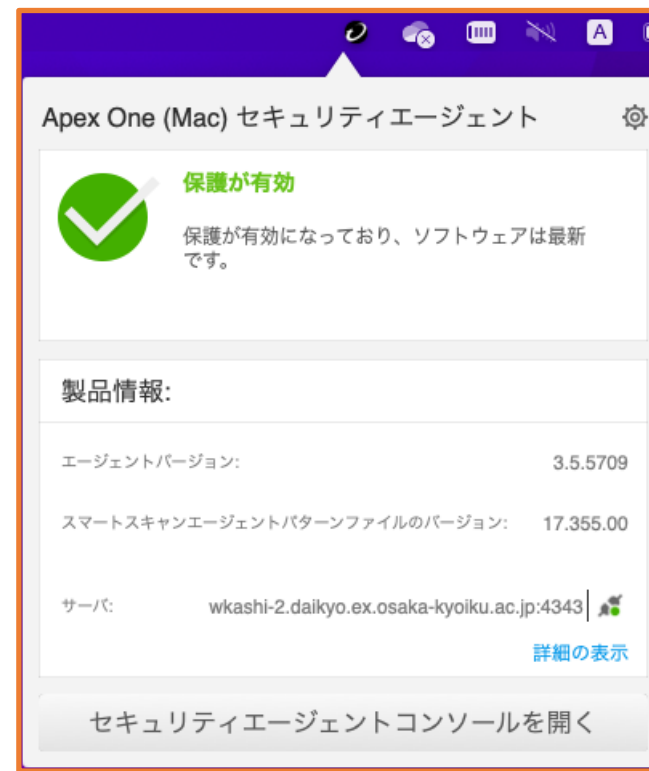 A
Apex One (Mac) セキュリティエージェント
保護が有効
保護が有効になっており、ソフトウェアは最新
です。
製品情報:
エージェントバージョン: 3.5.5709
スマートスキャンエージェントパターンファイルのバージョン: 17.355.00
サーバ: wkashi-2.daikyo.ex.osaka-kyoiku.ac.jp:4343
詳細の表示
セキュリティエージェントコンソールを開く